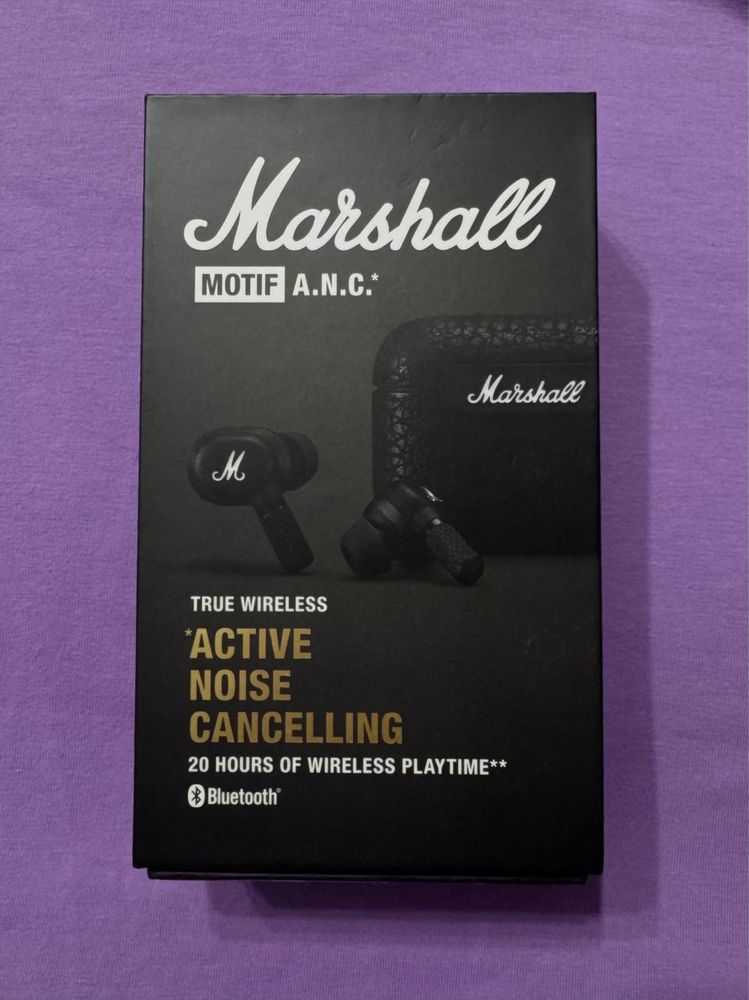 Marshall
MOTIF A.N.C.*
Marshall
M
TRUE WIRELESS
*ACTIVE
NOISE
CANCELLING
20 HOURS OF WIRELESS PLAYTIME**
Bluetooth®